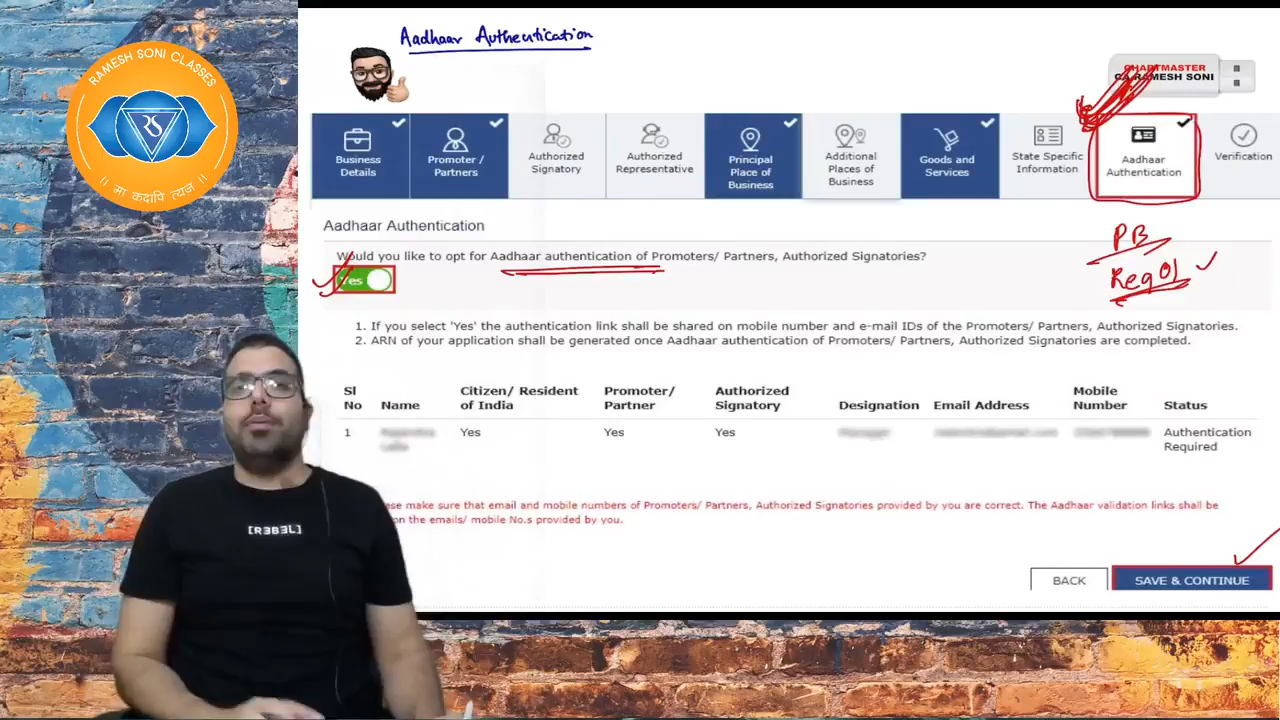 Aadhaar Authentication
RAMESH SONI CLASSES
।। मा कदापि त्यज ।।
CHARTMASTER
CA RAMESH SONI
Business
Details
Promoter /
Partners
Authorized
Signatory
Authorized
Representative
Principal
Place of
Business
Additional
Places of
Business
Goods and
Services
State Specific
Information
Aadhaar
Authentication
Verification
Aadhaar Authentication
PB
Reg 01
Would you like to opt for Aadhaar authentication of Promoters/ Partners, Authorized Signatories?
Yes
1. If you select 'Yes' the authentication link shall be shared on mobile number and e-mail IDs of the Promoters/ Partners, Authorized Signatories.
2. ARN of your application shall be generated once Aadhaar authentication of Promoters/ Partners, Authorized Signatories are completed.
Sl No Name Citizen/ Resident of India Promoter/ Partner Authorized Signatory Designation Email Address Mobile Number Status
1 Yes Yes Yes Authentication Required
make sure that email and mobile numbers of Promoters/ Partners, Authorized Signatories provided by you are correct. The Aadhaar validation links shall be
on the emails/ mobile No.s provided by you.
BACK SAVE & CONTINUE
[REBEL]